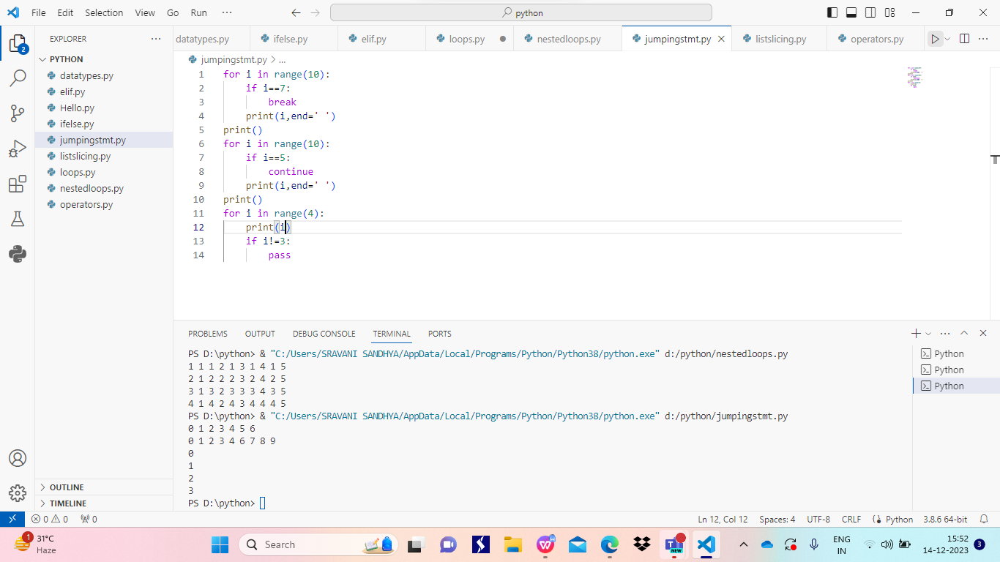 File Edit Selection View Go Run ··· python
EXPLORER ···
datatypes.py ifelse.py elif.py loops.py nestedloops.py jumpingstmt.py listslicing.py operators.py ···
2
PYTHON
datatypes.py
elif.py
Hello.py
ifelse.py
jumpingstmt.py
listslicing.py
loops.py
nestedloops.py
operators.py
OUTLINE
TIMELINE
jumpingstmt.py > ...
1 for i in range(10):
2 if i==7:
3 break
4 print(i,end=' ')
5 print()
6 for i in range(10):
7 if i==5:
8 continue
9 print(i,end=' ')
10 print()
11 for i in range(4):
12 print(i)
13 if i!=3:
14 pass
PROBLEMS OUTPUT DEBUG CONSOLE TERMINAL PORTS ···
PS D:\python> & "C:/Users/SRAVANI SANDHYA/AppData/Local/Programs/Python/Python38/python.exe" d:/python/nestedloops.py
1 1 1 2 1 3 1 4 1 5
2 1 2 2 2 3 2 4 2 5
3 1 3 2 3 3 3 4 3 5
4 1 4 2 4 3 4 4 4 5
PS D:\python> & "C:/Users/SRAVANI SANDHYA/AppData/Local/Programs/Python/Python38/python.exe" d:/python/jumpingstmt.py
0 1 2 3 4 5 6
0 1 2 3 4 6 7 8 9
0
1
2
3
PS D:\python>
Python
Python
Python
0 0 0 Ln 12, Col 12 Spaces: 4 UTF-8 CRLF Python 3.8.6 64-bit
1 31°C
Haze
Search
NEW
ENG
IN
15:52
14-12-2023
3